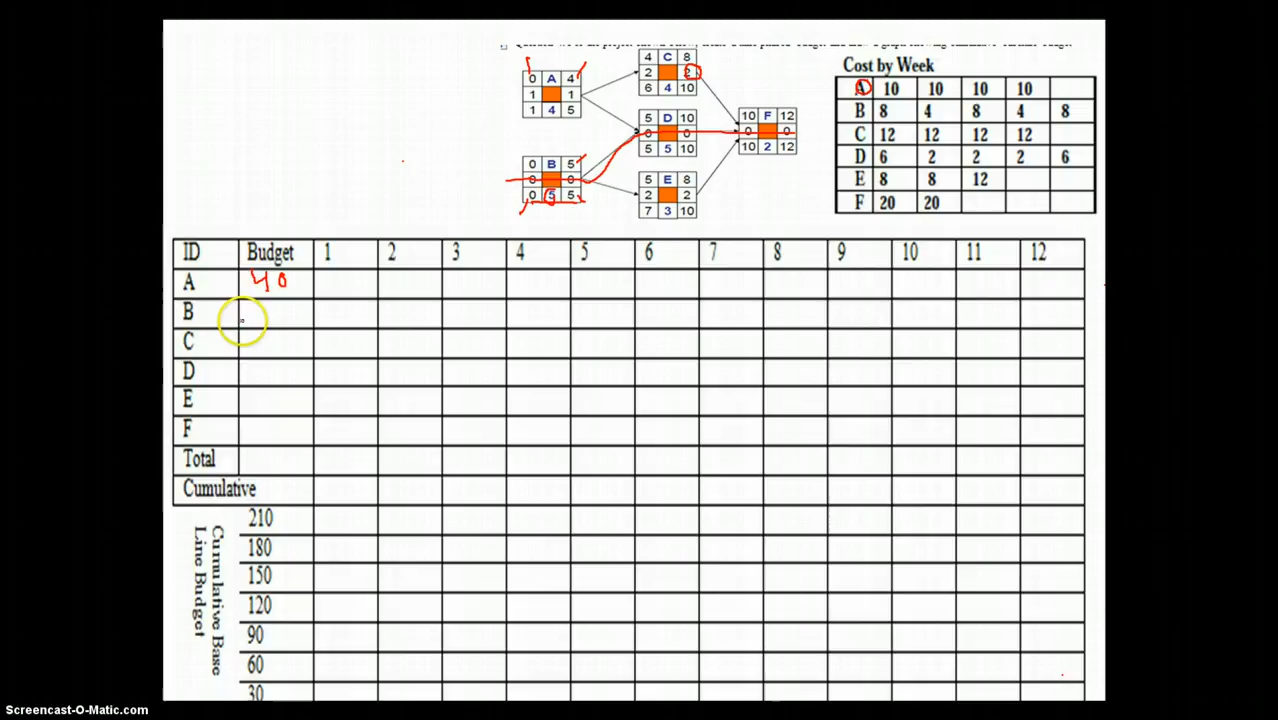 Cost by Week
A 10 10 10 10
B 8 4 8 4 8
C 12 12 12 12
D 6 2 2 2 6
E 8 8 12
F 20 20
0 A 4
1 1
1 4 5
4 C 8
2 2
6 4 10
5 D 10
0 0
5 5 10
10 F 12
0 0
10 2 12
0 B 5
0 0
0 5 5
5 E 8
2 2
7 3 10
ID Budget 1 2 3 4 5 6 7 8 9 10 11 12
A 40
B
C
D
E
F
Total
Cumulative
Cumulative Base
Line Budget
210
180
150
120
90
60
30
Screencast-O-Matic.com